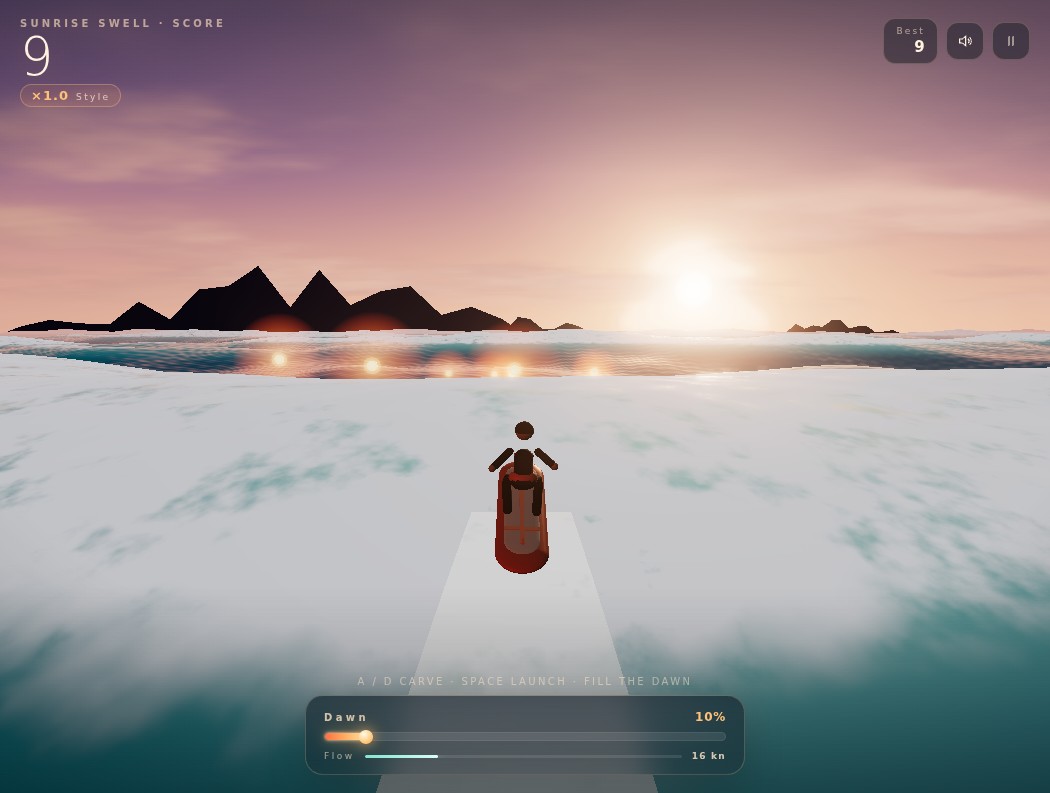 SUNRISE SWELL · SCORE
9
×1.0 Style
Best
9
A / D CARVE · SPACE LAUNCH · FILL THE DAWN
Dawn 10%
Flow 16 kn